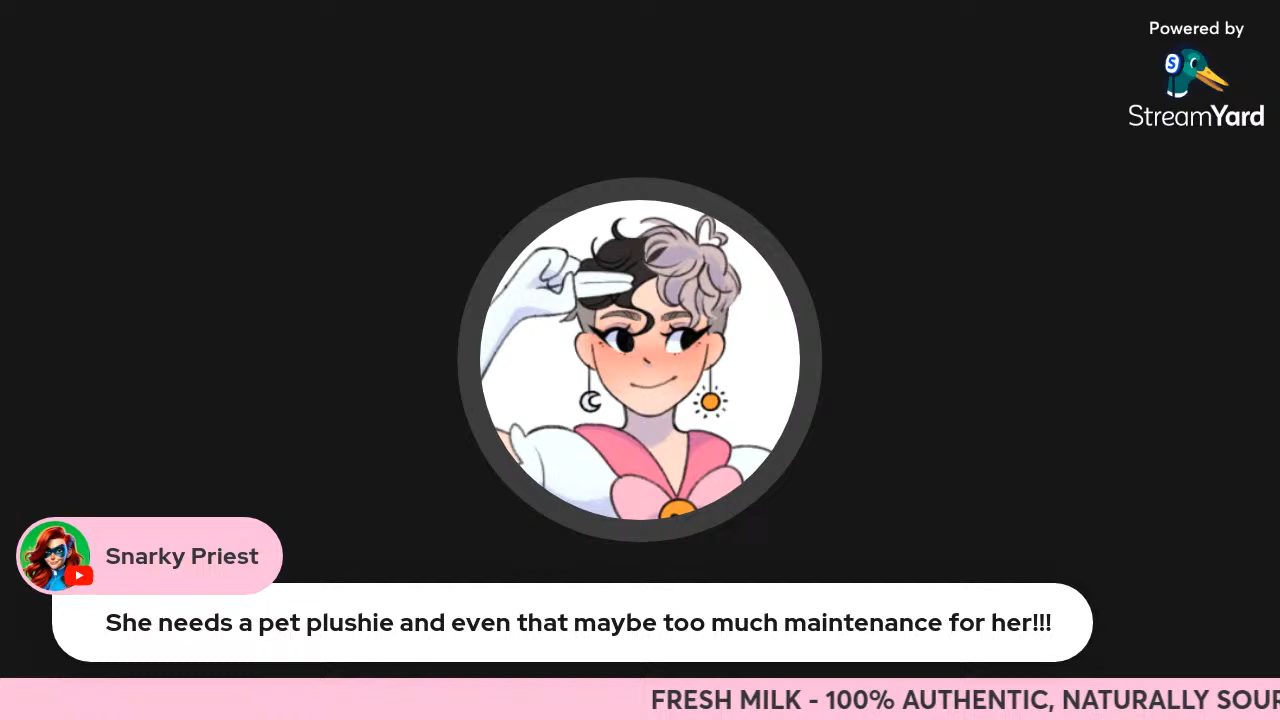 Powered by
S
StreamYard
Snarky Priest
She needs a pet plushie and even that maybe too much maintenance for her!!!
FRESH MILK - 100% AUTHENTIC, NATURALLY